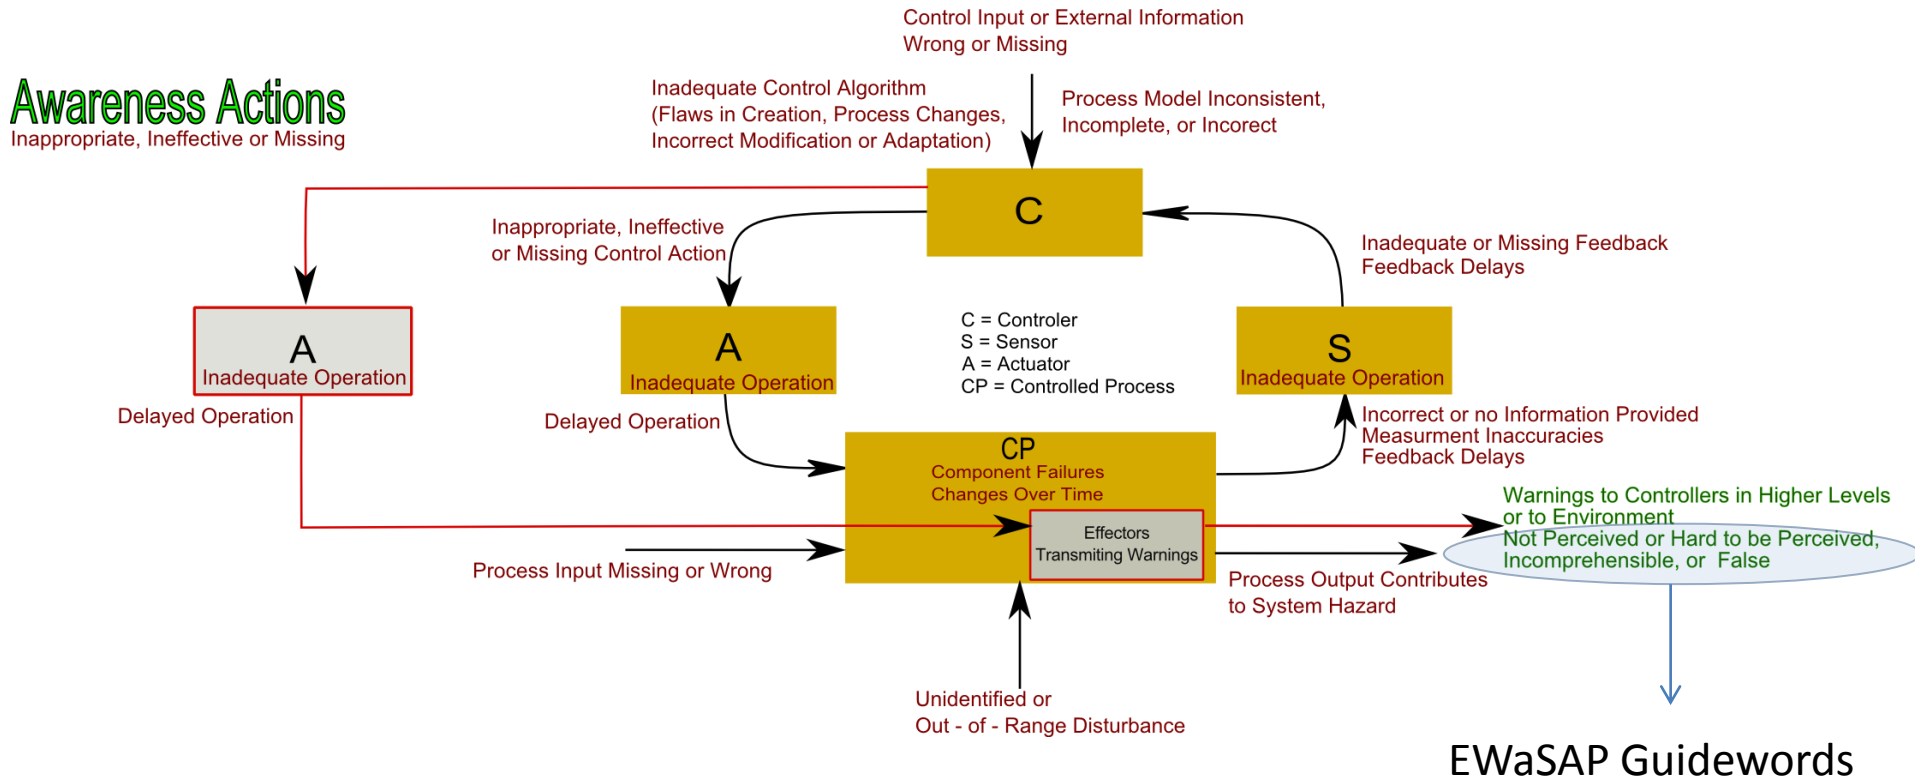 Control Input or External Information
Wrong or Missing
Awareness Actions
Inappropriate, Ineffective or Missing
Inadequate Control Algorithm
(Flaws in Creation, Process Changes,
Incorrect Modification or Adaptation)
Process Model Inconsistent,
Incomplete, or Incorect
C
Inappropriate, Ineffective
or Missing Control Action
Inadequate or Missing Feedback
Feedback Delays
A
Inadequate Operation
A
Inadequate Operation
C = Controler
S = Sensor
A = Actuator
CP = Controlled Process
S
Inadequate Operation
Delayed Operation
Delayed Operation
Incorrect or no Information Provided
Measurment Inaccuracies
Feedback Delays
CP
Component Failures
Changes Over Time
Effectors
Transmiting Warnings
Warnings to Controllers in Higher Levels
or to Environment
Not Perceived or Hard to be Perceived,
Incomprehensible, or False
Process Input Missing or Wrong
Process Output Contributes
to System Hazard
Unidentified or
Out - of - Range Disturbance
EWaSAP Guidewords